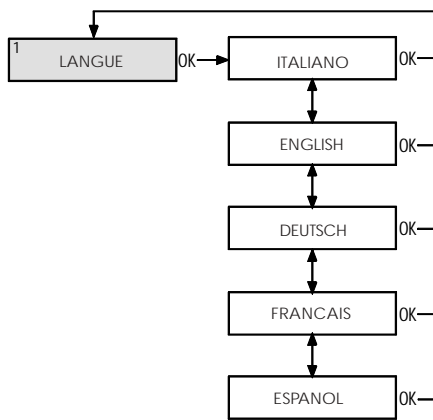 1
LANGUE OK ITALIANO OK
ENGLISH OK
DEUTSCH OK
FRANCAIS OK
ESPANOL OK